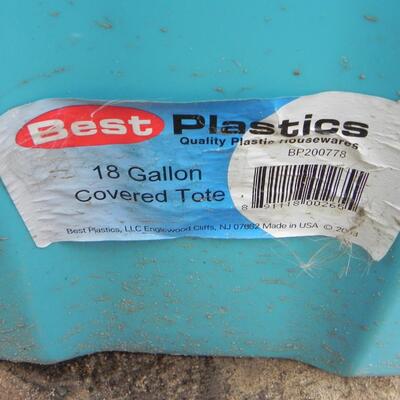 Best Plastics
Quality Plastic Housewares
BP200778
18 Gallon
Covered Tote
Best Plastics, LLC Englewood Cliffs, NJ 07632 Made in USA ©